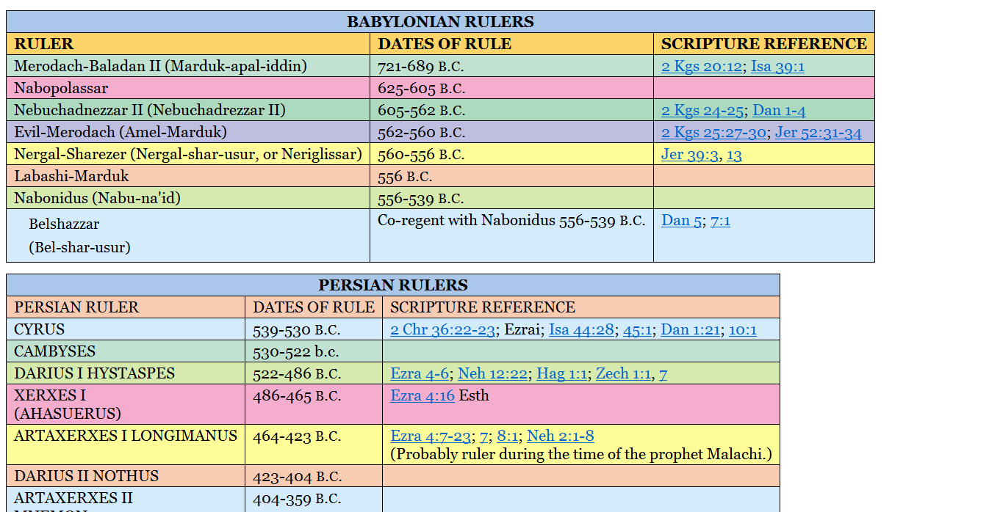 BABYLONIAN RULERS
RULER DATES OF RULE SCRIPTURE REFERENCE
Merodach-Baladan II (Marduk-apal-iddin) 721-689 B.C. 2 Kgs 20:12; Isa 39:1
Nabopolassar 625-605 B.C.
Nebuchadnezzar II (Nebuchadrezzar II) 605-562 B.C. 2 Kgs 24-25; Dan 1-4
Evil-Merodach (Amel-Marduk) 562-560 B.C. 2 Kgs 25:27-30; Jer 52:31-34
Nergal-Sharezer (Nergal-shar-usur, or Neriglissar) 560-556 B.C. Jer 39:3, 13
Labashi-Marduk 556 B.C.
Nabonidus (Nabu-na'id) 556-539 B.C.
Belshazzar Co-regent with Nabonidus 556-539 B.C. Dan 5; 7:1
(Bel-shar-usur)
PERSIAN RULERS
PERSIAN RULER DATES OF RULE SCRIPTURE REFERENCE
CYRUS 539-530 B.C. 2 Chr 36:22-23; Ezrai; Isa 44:28; 45:1; Dan 1:21; 10:1
CAMBYSES 530-522 b.c.
DARIUS I HYSTASPES 522-486 B.C. Ezra 4-6; Neh 12:22; Hag 1:1; Zech 1:1, 7
XERXES I 486-465 B.C. Ezra 4:16 Esth
(AHASUERUS)
ARTAXERXES I LONGIMANUS 464-423 B.C. Ezra 4:7-23; 7; 8:1; Neh 2:1-8
(Probably ruler during the time of the prophet Malachi.)
DARIUS II NOTHUS 423-404 B.C.
ARTAXERXES II 404-359 B.C.